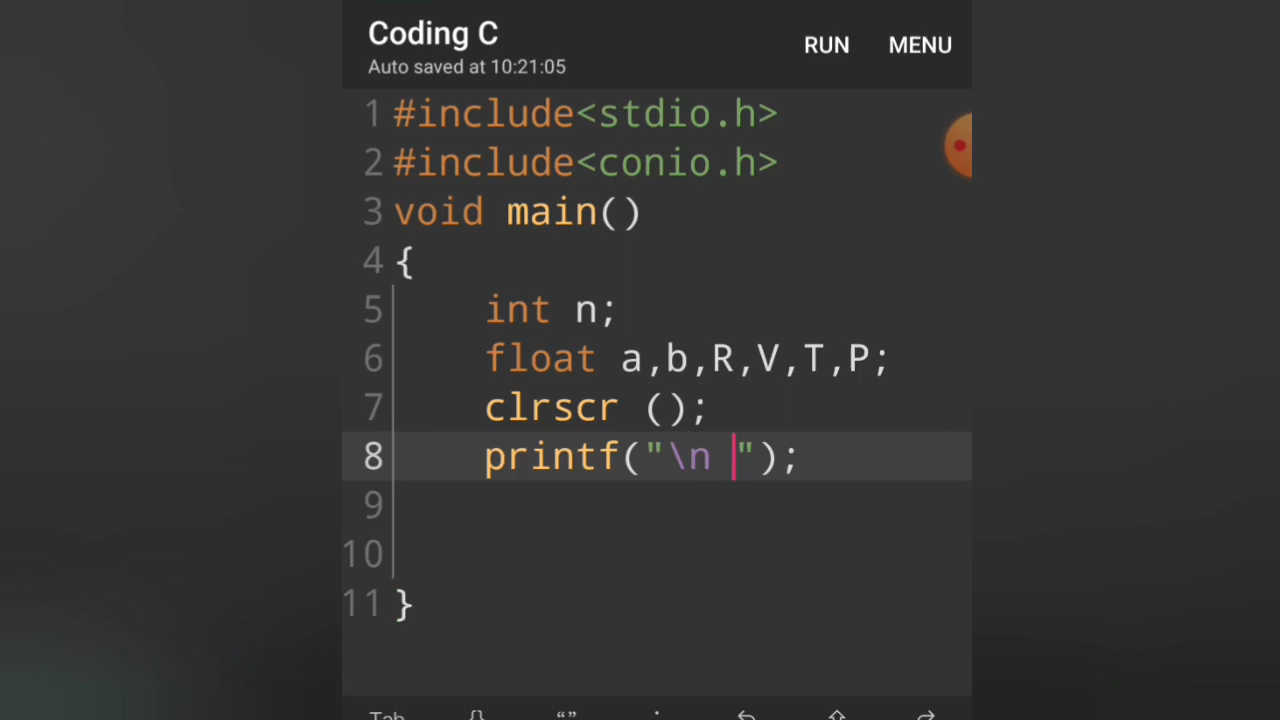 Coding C
Auto saved at 10:21:05
RUN MENU
1 #include<stdio.h>
2 #include<conio.h>
3 void main()
4 {
5 int n;
6 float a,b,R,V,T,P;
7 clrscr ();
8 printf("\n ");
9
10
11 }
Tab {} “” ;